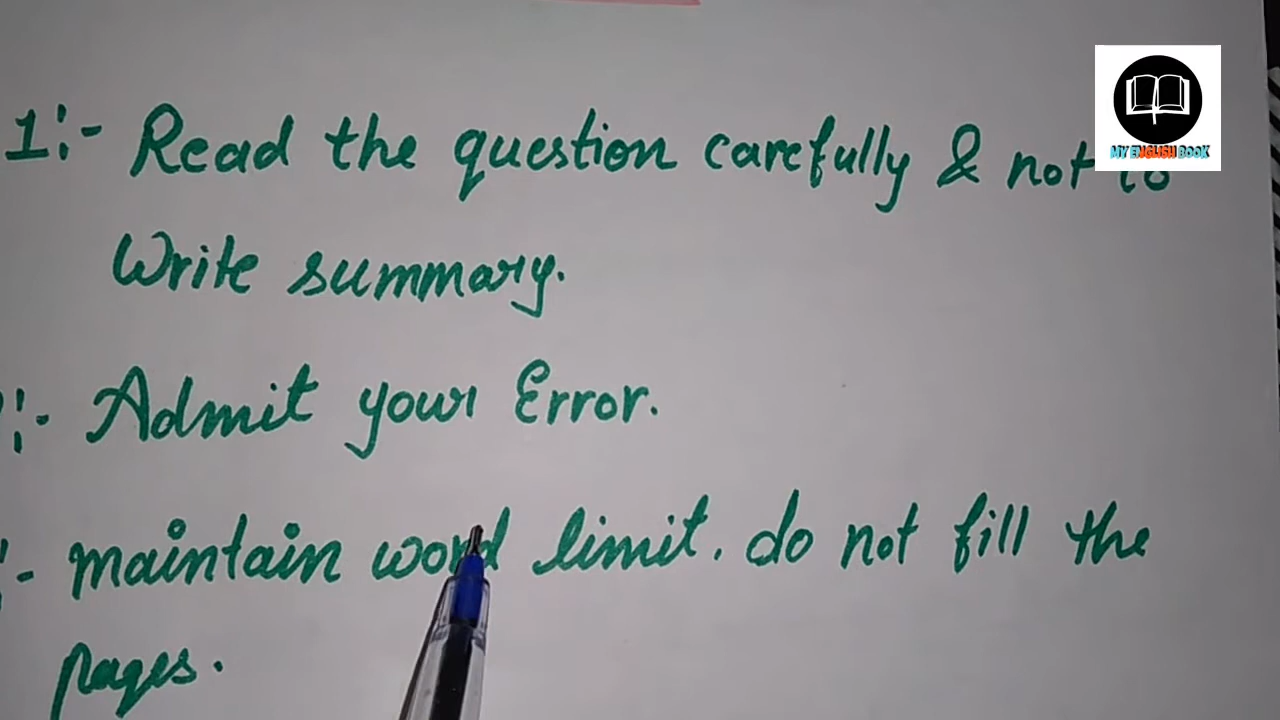 1:- Read the question carefully & not to
Write summary.
:- Admit your Error.
:- maintain word limit. do not fill the
pages.
MY ENGLISH BOOK